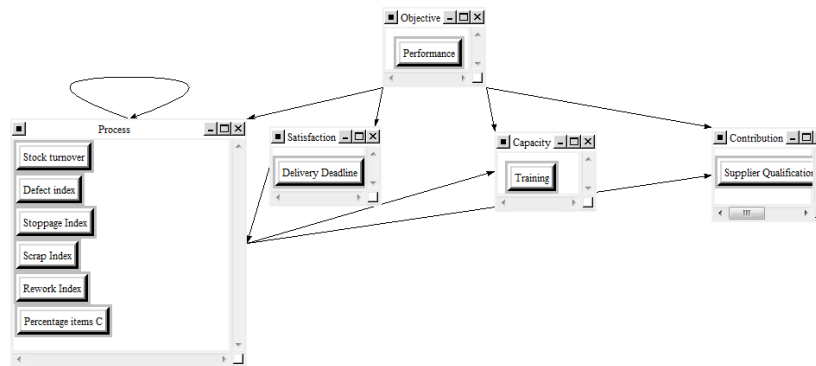 Objective
Performance
Process
Stock turnover
Defect index
Stoppage Index
Scrap Index
Rework Index
Percentage items C
Satisfaction
Delivery Deadline
Capacity
Training
Contribution
Supplier Qualification